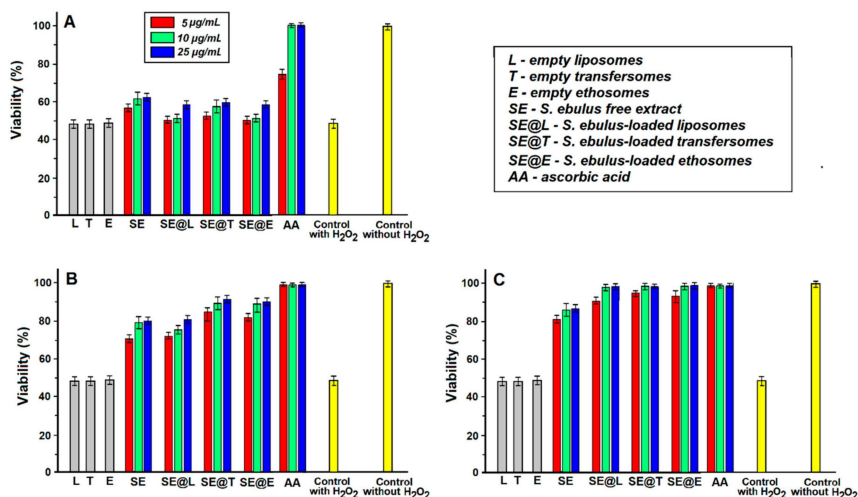 A
5 µg/mL
10 µg/mL
25 µg/mL
Viability (%)
100
80
60
40
20
0
L T E SE SE@L SE@T SE@E AA Control with H2O2 Control without H2O2
L - empty liposomes
T - empty transfersomes
E - empty ethosomes
SE - S. ebulus free extract
SE@L - S. ebulus-loaded liposomes
SE@T - S. ebulus-loaded transfersomes
SE@E - S. ebulus-loaded ethosomes
AA - ascorbic acid
B
Viability (%)
100
80
60
40
20
0
L T E SE SE@L SE@T SE@E AA Control with H2O2 Control without H2O2
C
Viability (%)
100
80
60
40
20
0
L T E SE SE@L SE@T SE@E AA Control with H2O2 Control without H2O2